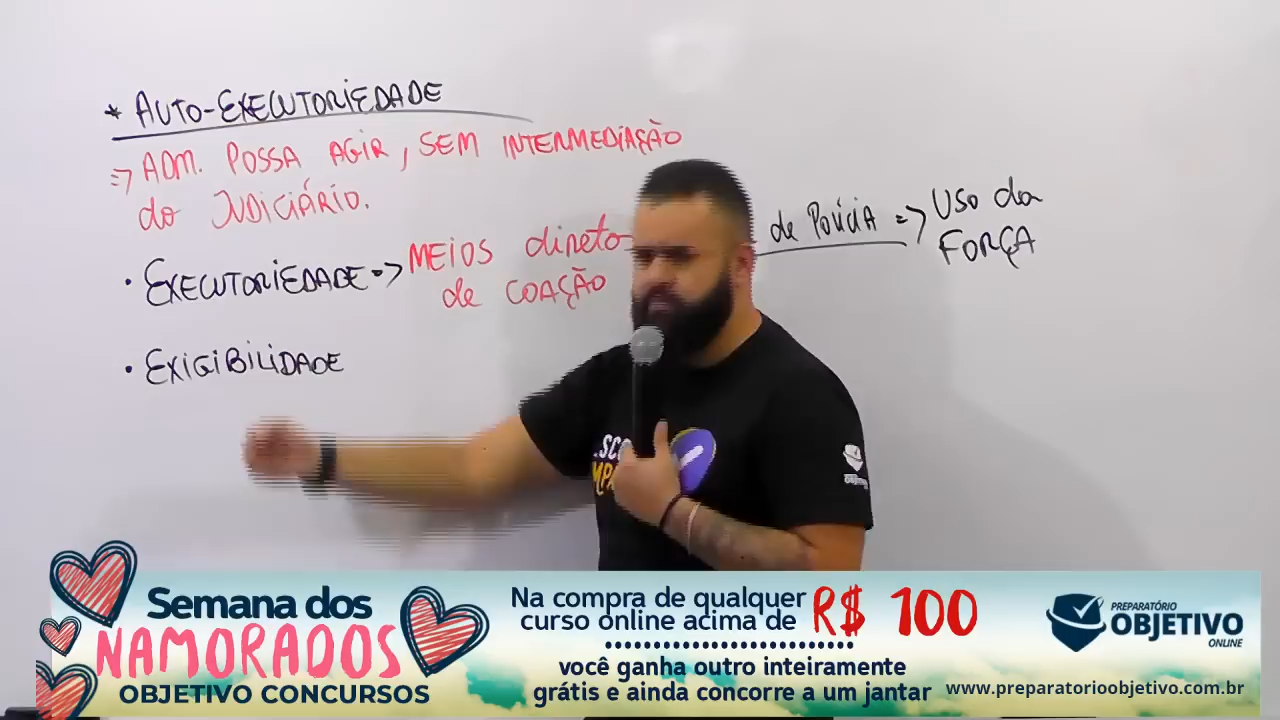 * AUTO-EXECUTORIEDADE
=> ADM. POSSA AGIR, SEM INTERMEDIAÇÃO
do JUDICIÁRIO.
• EXECUTORIEDADE => MEIOS direto
de COAÇÃO
de POLÍCIA => USO da
FORÇA
• EXIGIBILIDADE
Semana dos
NAMORADOS
OBJETIVO CONCURSOS
Na compra de qualquer
curso online acima de
R$ 100
você ganha outro inteiramente
grátis e ainda concorre a um jantar
PREPARATÓRIO
OBJETIVO
ONLINE
www.preparatorioobjetivo.com.br